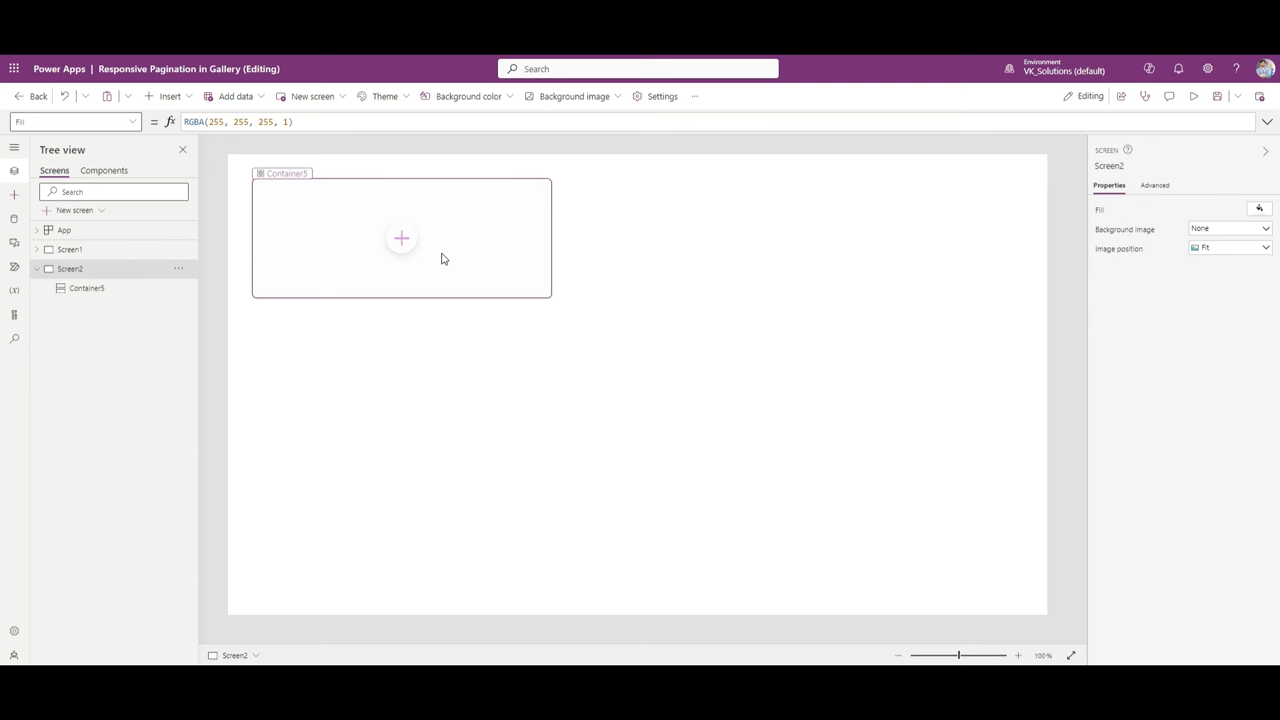 Power Apps | Responsive Pagination in Gallery (Editing)
Search
Environment
VK_Solutions (default)
Back
Insert
Add data
New screen
Theme
Background color
Background image
Settings
Editing
Fill
= fx RGBA(255, 255, 255, 1)
Tree view
Screens
Components
Search
New screen
App
Screen1
Screen2
Container5
Container5
SCREEN
Screen2
Properties
Advanced
Fill
Background image
None
Image position
Fit
Screen2
100 %